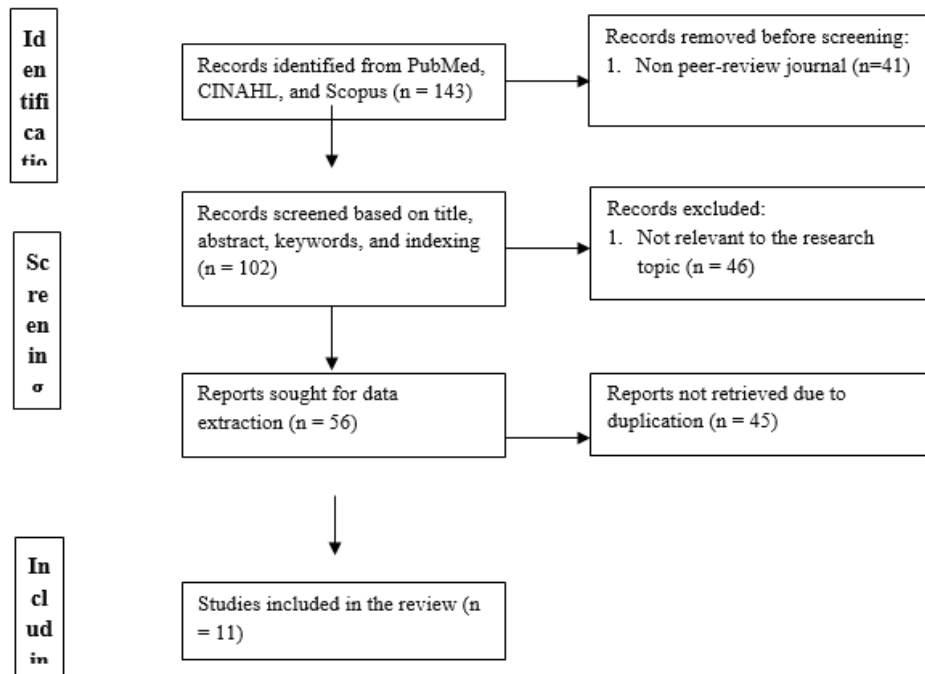 Id
en
tifi
ca
tio
Records identified from PubMed,
CINAHL, and Scopus (n = 143)
Records removed before screening:
1. Non peer-review journal (n=41)
Sc
re
en
in
Records screened based on title,
abstract, keywords, and indexing
(n = 102)
Records excluded:
1. Not relevant to the research
topic (n = 46)
Reports sought for data
extraction (n = 56)
Reports not retrieved due to
duplication (n = 45)
In
cl
ud
in
Studies included in the review (n
= 11)